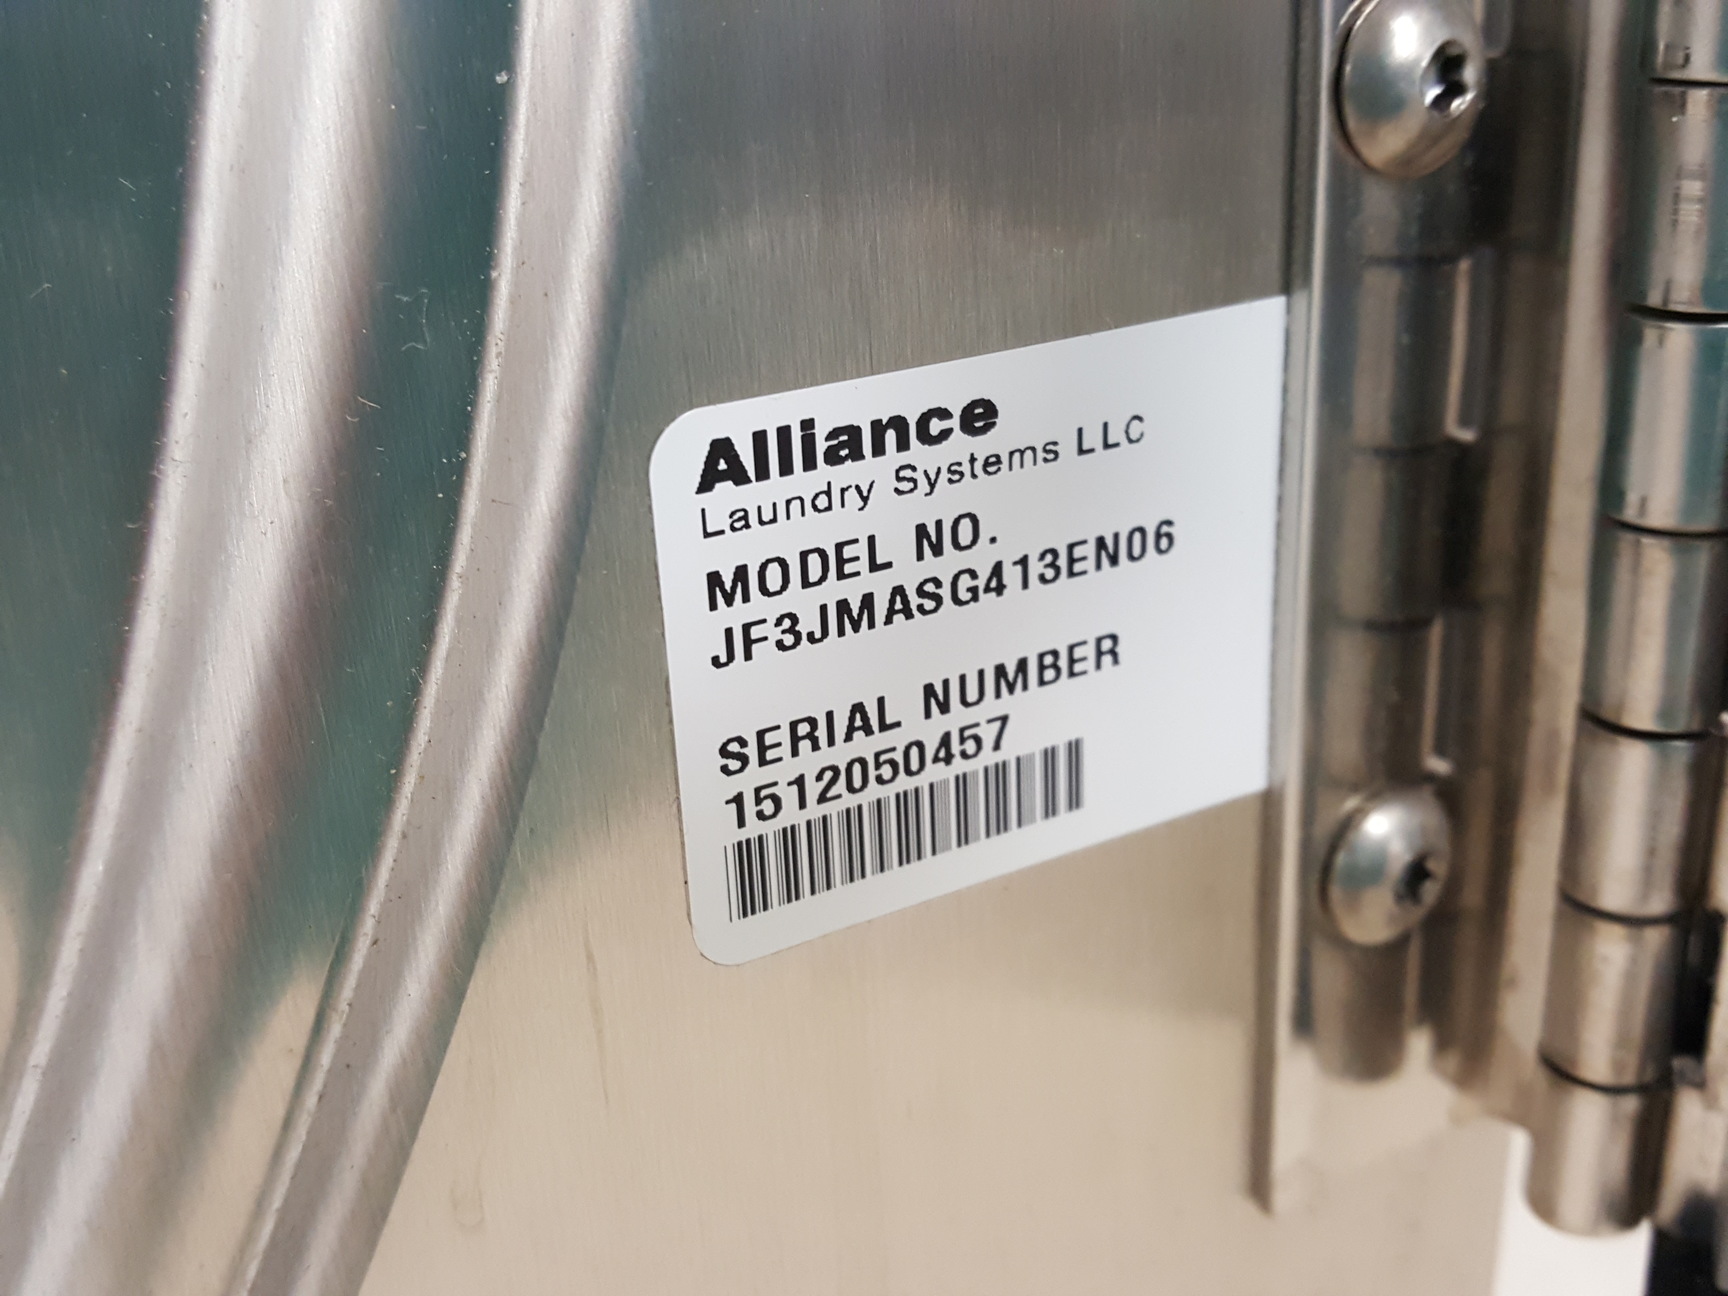 Alliance
Laundry Systems LLC
MODEL NO.
JF3JMASG413EN06
SERIAL NUMBER
1512050457